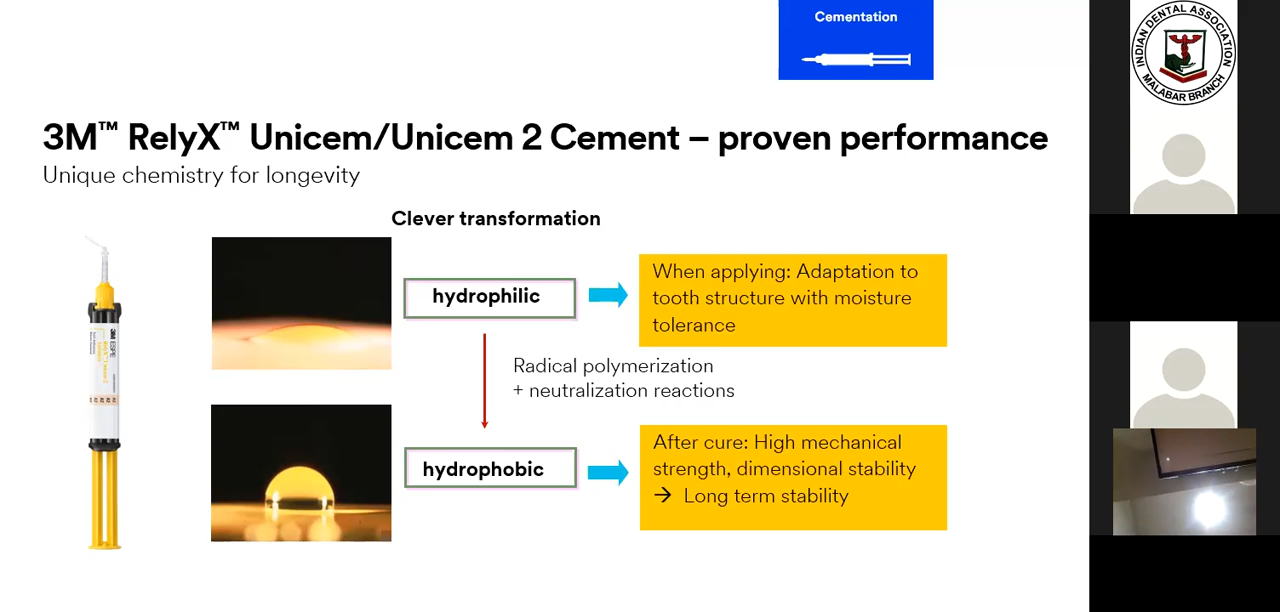 Cementation
3M™ RelyX™ Unicem/Unicem 2 Cement – proven performance
Unique chemistry for longevity
Clever transformation
hydrophilic
When applying: Adaptation to
tooth structure with moisture
tolerance
Radical polymerization
+ neutralization reactions
hydrophobic
After cure: High mechanical
strength, dimensional stability
→ Long term stability
3M ESPE
INDIAN DENTAL ASSOCIATION
MALABAR BRANCH